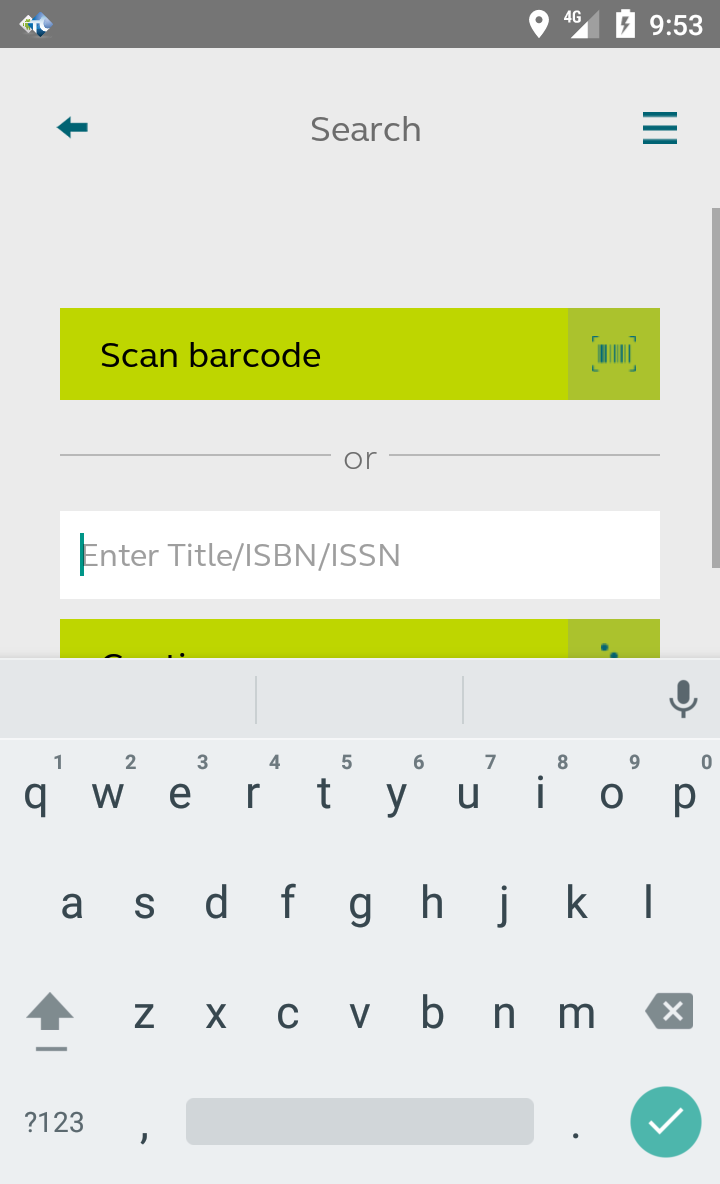 4G 9:53
Search
Scan barcode
or
Enter Title/ISBN/ISSN
1 2 3 4 5 6 7 8 9 0
q w e r t y u i o p
a s d f g h j k l
z x c v b n m
?123 , .